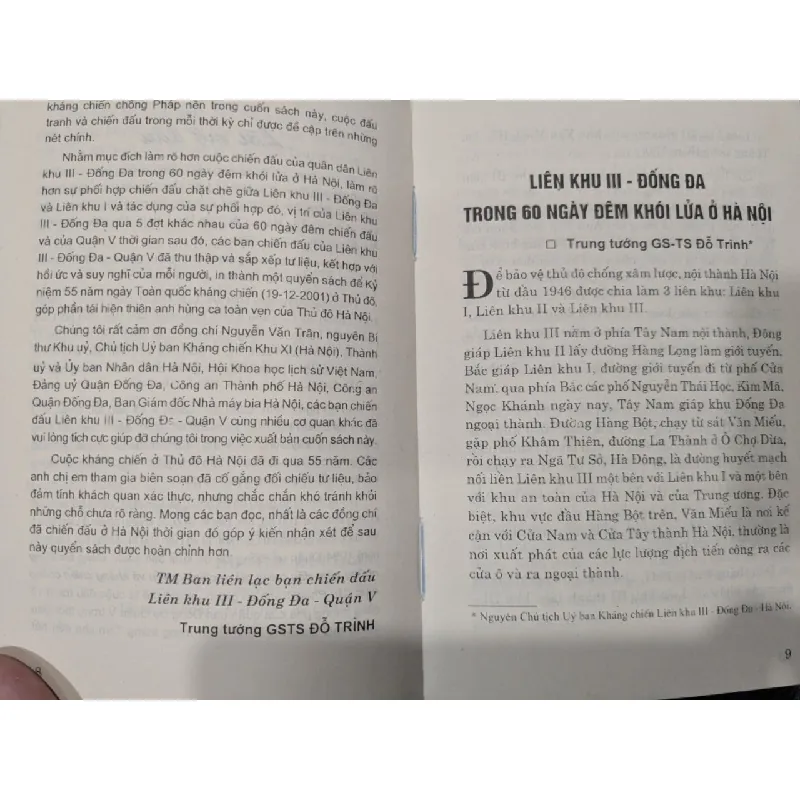 kháng chiến chống Pháp nên trong cuốn sách này, cuộc đấu
tranh và chiến đấu trong mỗi thời kỳ chỉ được đề cập trên những
nét chính.
Nhằm mục đích làm rõ hơn cuộc chiến đấu của quân dân Liên
khu III - Đống Đa trong 60 ngày đêm khói lửa ở Hà Nội, làm rõ
hơn sự phối hợp chiến đấu chặt chẽ giữa Liên khu III - Đống Đa
và Liên khu I và tác dụng của sự phối hợp đó, vị trí của Liên khu
III - Đống Đa qua 5 đợt khác nhau của 60 ngày đêm chiến đấu
và của Quận V thời gian sau đó, các ban chiến đấu của Liên khu
III - Đống Đa - Quận V đã thu thập và sắp xếp tư liệu, kết hợp với
hồi ức và suy nghĩ của mỗi người, in thành một quyển sách để Kỷ
niệm 55 năm ngày Toàn quốc kháng chiến (19-12-2001) ở Thủ đô,
góp phần tái hiện thiên anh hùng ca toàn vẹn của Thủ đô Hà Nội.
Chúng tôi rất cảm ơn đồng chí Nguyễn Văn Trân, nguyên Bí
thư Khu uỷ, Chủ tịch Uỷ ban Kháng chiến Khu XI (Hà Nội). Thành
uỷ và Ủy ban Nhân dân Hà Nội, Hội Khoa học lịch sử Việt Nam,
Đảng uỷ Quận Đống Đa, Công an Thành phố Hà Nội, Công an
Quận Đống Đa, Ban Giám đốc Nhà máy bia Hà Nội, các bạn chiến
đấu Liên khu III - Đống Đa - Quận V cùng nhiều cơ quan khác đã
vui lòng tích cực giúp đỡ chúng tôi trong việc xuất bản cuốn sách này.
Cuộc kháng chiến ở Thủ đô Hà Nội đã đi qua 55 năm. Các
anh chị em tham gia biên soạn đã cố gắng đối chiếu tư liệu, bảo
đảm tính khách quan xác thực, nhưng chắc chắn khó tránh khỏi
những chỗ chưa rõ ràng. Mong các bạn đọc, nhất là các đồng chí
đã chiến đấu ở Hà Nội thời gian đó góp ý kiến nhận xét để sau
này quyển sách được hoàn chỉnh hơn.
TM Ban liên lạc bạn chiến đấu
Liên khu III - Đống Đa - Quận V
Trung tướng GSTS ĐỖ TRÌNH
8
LIÊN KHU III - ĐỐNG ĐA
TRONG 60 NGÀY ĐÊM KHÓI LỬA Ở HÀ NỘI
□ Trung tướng GS-TS Đỗ Trình*
Để bảo vệ thủ đô chống xâm lược, nội thành Hà Nội
từ đầu 1946 được chia làm 3 liên khu: Liên khu
I, Liên khu II và Liên khu III.
Liên khu III nằm ở phía Tây Nam nội thành, Đông
giáp Liên khu II lấy đường Hàng Lọng làm giới tuyến,
Bắc giáp Liên khu I, đường giới tuyến đi từ phố Cửa
Nam, qua phía Bắc các phố Nguyễn Thái Học, Kim Mã,
Ngọc Khánh ngày nay, Tây Nam giáp khu Đống Đa
ngoại thành. Đường Hàng Bột, chạy từ sát Văn Miếu,
gặp phố Khâm Thiên, đường La Thành ở Ô Chợ Dừa,
rồi chạy ra Ngã Tư Sở, Hà Đông, là đường huyết mạch
nối liền Liên khu III một bên với Liên khu I và một bên
với khu an toàn của Hà Nội và của Trung ương. Đặc
biệt, khu vực đầu Hàng Bột trên, Văn Miếu là nơi kế
cận với Cửa Nam và Cửa Tây thành Hà Nội, thường là
nơi xuất phát của các lực lượng địch tiến công ra các
cửa ô và ra ngoại thành.
* Nguyên Chủ tịch Uỷ ban Kháng chiến Liên khu III - Đống Đa - Hà Nội.
9